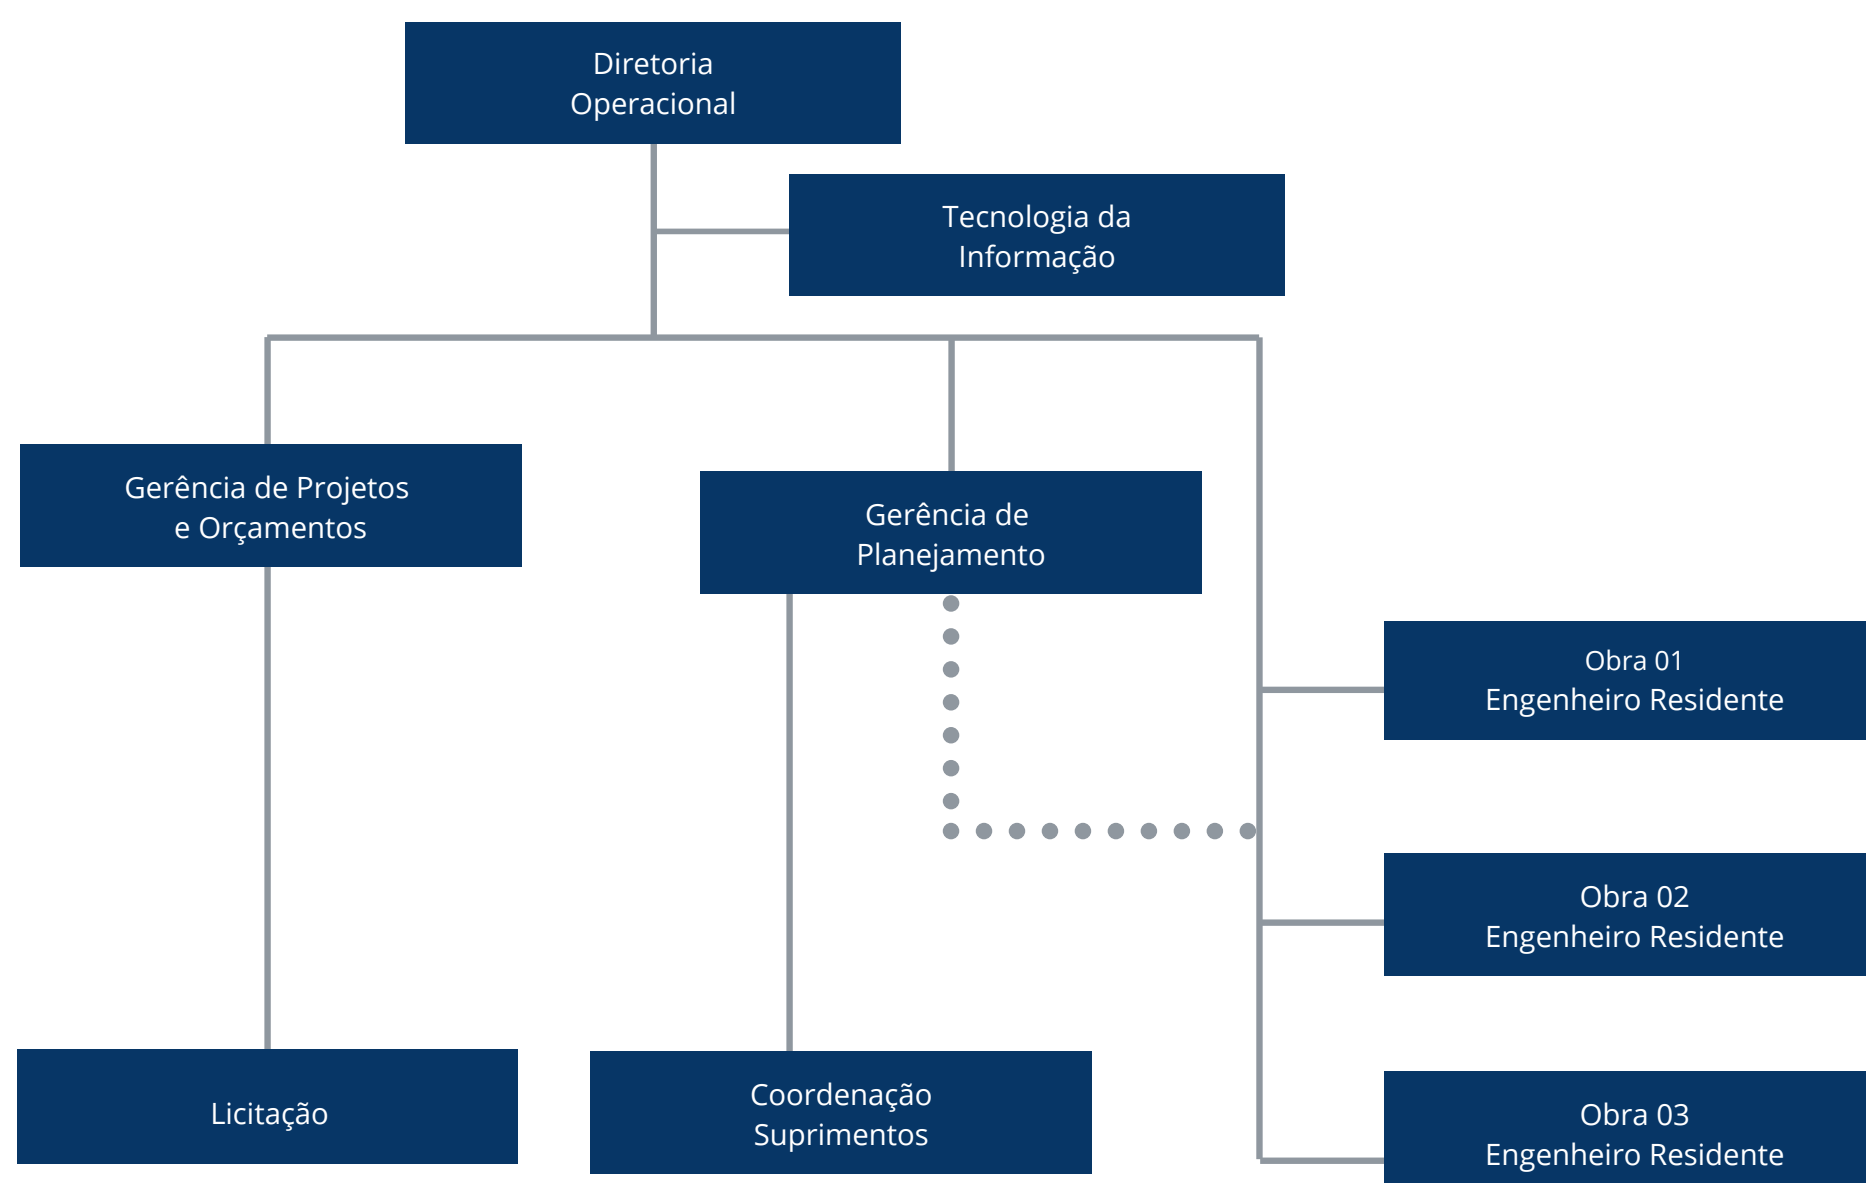 Diretoria
Operacional
Tecnologia da
Informação
Gerência de Projetos
e Orçamentos
Gerência de
Planejamento
Obra 01
Engenheiro Residente
Obra 02
Engenheiro Residente
Licitação
Coordenação
Suprimentos
Obra 03
Engenheiro Residente